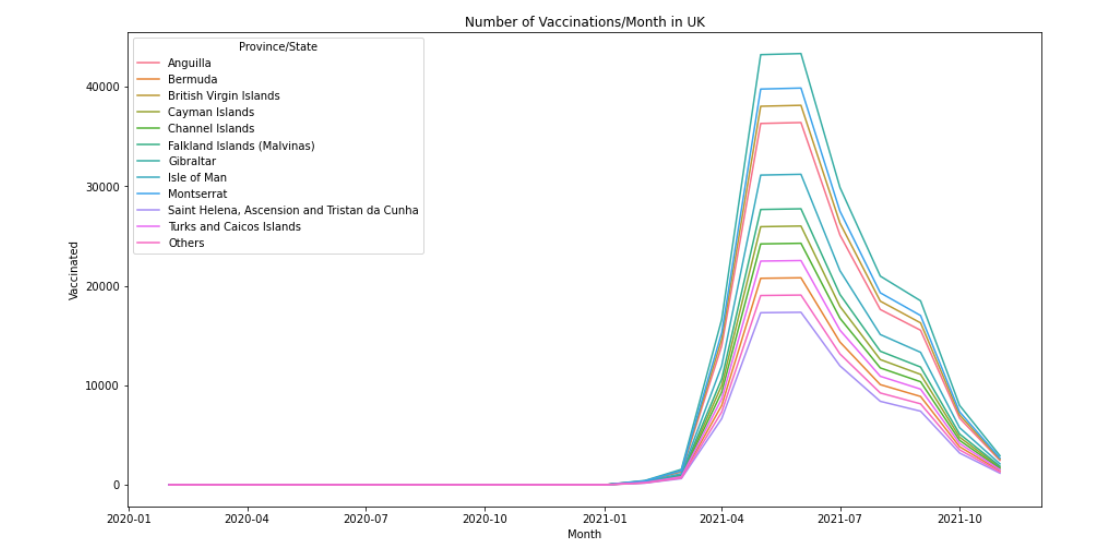 Number of Vaccinations/Month in UK
Province/State
Anguilla
Bermuda
British Virgin Islands
Cayman Islands
Channel Islands
Falkland Islands (Malvinas)
Gibraltar
Isle of Man
Montserrat
Saint Helena, Ascension and Tristan da Cunha
Turks and Caicos Islands
Others
Vaccinated
40000
30000
20000
10000
0
2020-01 2020-04 2020-07 2020-10 2021-01 2021-04 2021-07 2021-10
Month